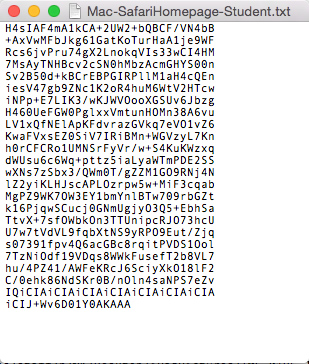 Mac-SafariHomepage-Student.txt
H4sIAF4mA1kCA+2UW2+bQBCF/VN4bB
+AxVwMFbJkg61GatKoTurHaA1je9WF
Rcs6jvPru74gX2LnokqVIs33wCI4HM
7MsAyTNHBcv2cSN0hMbzAcmGHYS00n
Sv2B50d+kBCrEBPGIRPllM1aH4cQEn
iesV47gb9ZNc1K2oR4huM6WtV2HTcw
iNPp+E7LIK3/wKJWVOooXGSUv6Jbzg
H460UeFGW0PglxxVmtunHOMn38A6vu
LV1xQfNElApKFdvrazGVkq7eVO1vZ6
KwaFVxsEZ0SiV7IRiBMn+WGVzyL7Kn
h0rCFCRo1UMNSrFyVr/w+S4KuKWzxq
dWUsu6c6Wq+pttz5iaLyaWTmPDE2SS
wXNs7zSbx3/QWm0T/gZZM1GO9RNj4N
lZ2yiKLHJscAPLOzrpw5w+MiF3cqab
MgPZ9WK7OW3EY1bmYnlBTw709rbGZt
k16PjqwSCucj0GNmUgjyO3Q5+EbhSa
TtvX+7sfOWbkOn3TTUnipcRJO73hcU
U7w7tVdVL9fqbXtNS9yRPO9Eut/Zjq
s07391fpv4Q6acGBc8rqitPVDS1Ool
7TzNiOdf19VDqs8WWkFusefT2b8VL7
hu/4PZ41/AWFeKRcJ6SciyXkO18lF2
C/0ehk86NdSKr0B/nOln4saNPS7eZv
IQiCIAiCIAiCIAiCIAiCIAiCIAiCIA
iCIJ+Wv6D01Y0AKAAA